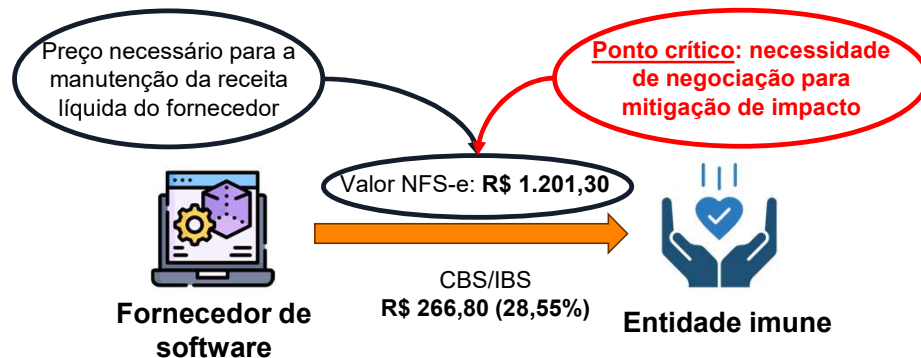 Preço necessário para a
manutenção da receita
líquida do fornecedor
Ponto crítico: necessidade
de negociação para
mitigação de impacto
Valor NFS-e: R$ 1.201,30
CBS/IBS
R$ 266,80 (28,55%)
Fornecedor de
software
Entidade imune